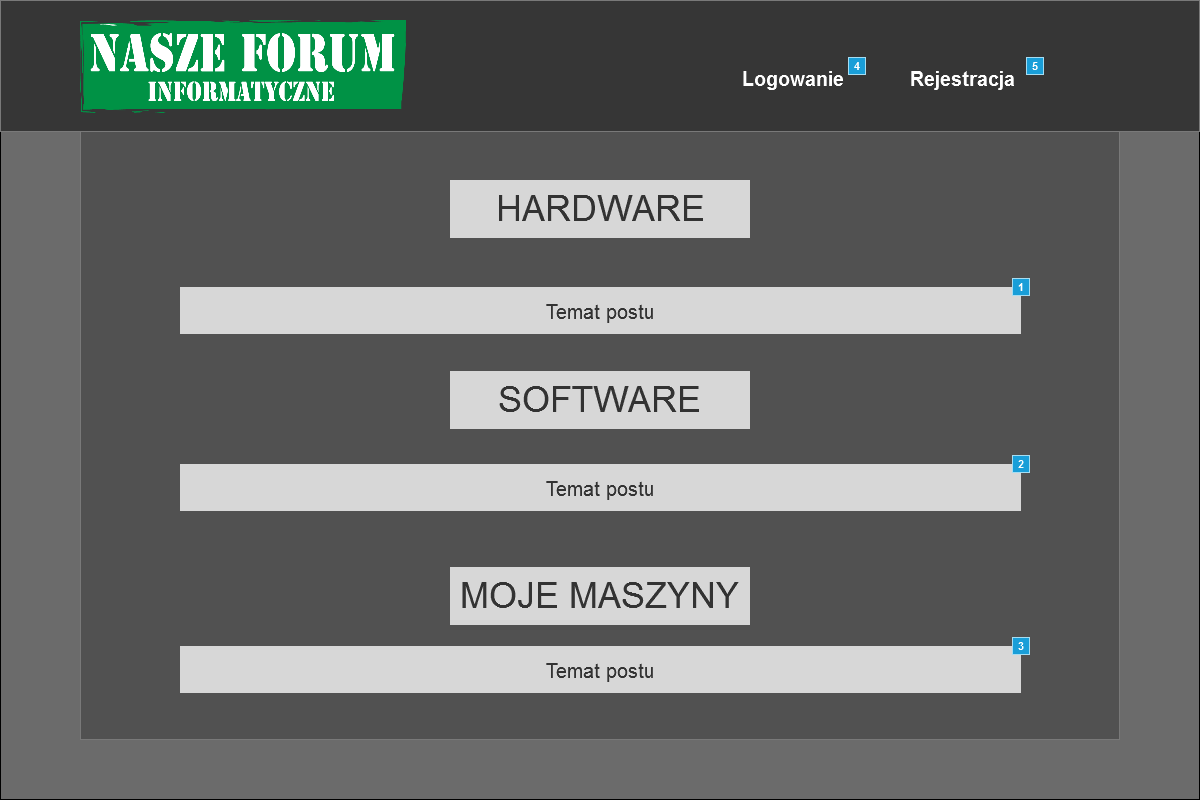 NASZE FORUM
INFORMATYCZNE
Logowanie 4 Rejestracja 5
HARDWARE
1
Temat postu
SOFTWARE
2
Temat postu
MOJE MASZYNY
3
Temat postu